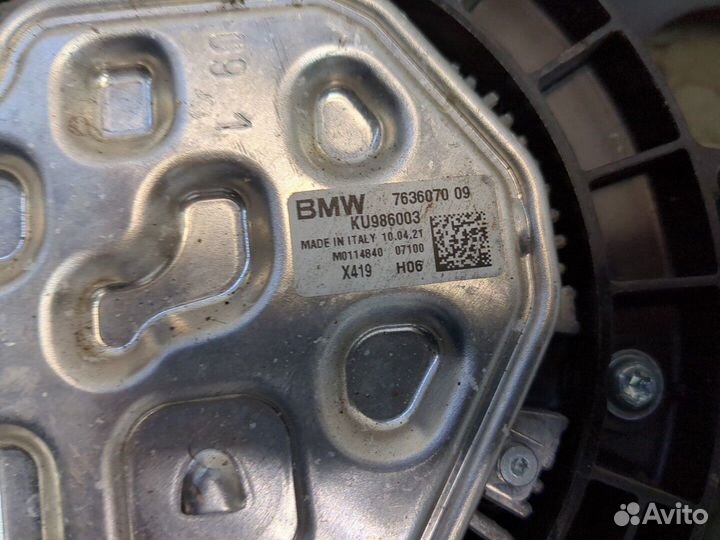 BMW 7636070 09
KU986003
MADE IN ITALY 10.04.21
M0114840 07100
X419 H06
Avito